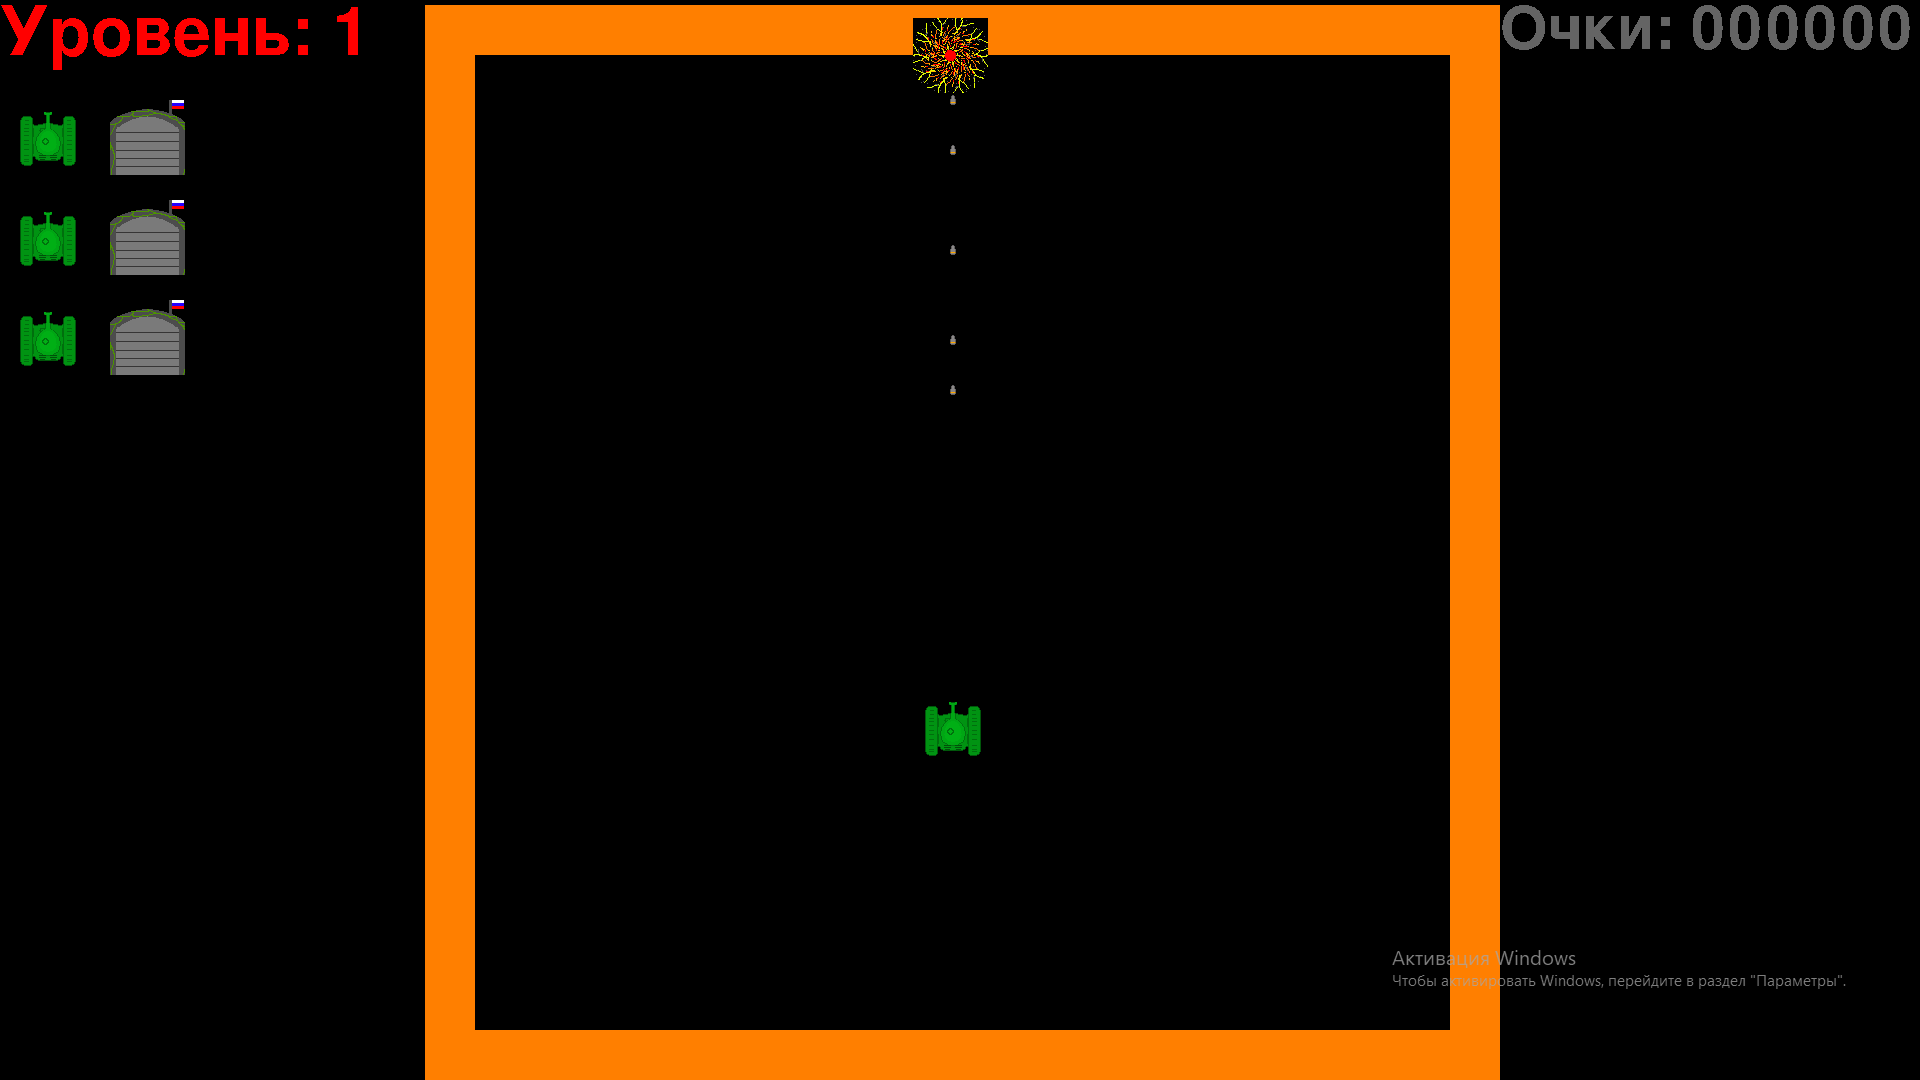 Уровень: 1
Очки: 000000
Активация Windows
Чтобы активировать Windows, перейдите в раздел "Параметры".